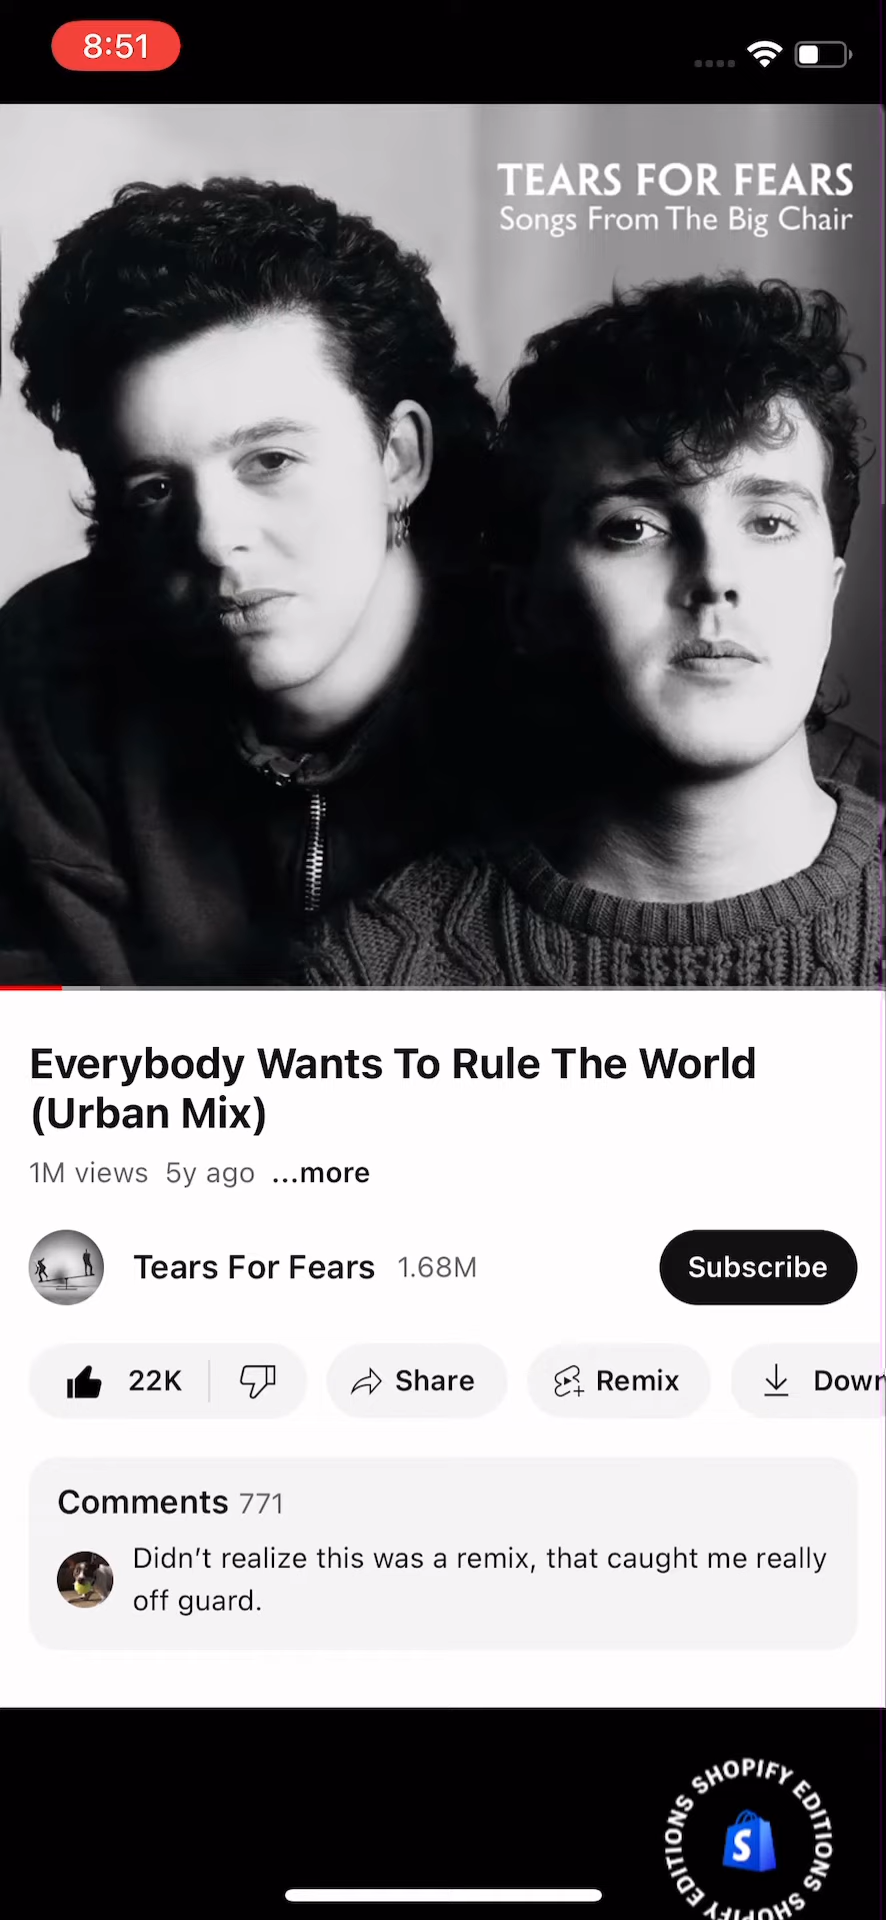 8:51
TEARS FOR FEARS
Songs From The Big Chair
Everybody Wants To Rule The World
(Urban Mix)
1M views 5y ago ...more
Tears For Fears 1.68M
Subscribe
22K
Share
Remix
Down
Comments 771
Didn’t realize this was a remix, that caught me really
off guard.
SHOPIFY EDITIONS SHOPIFY EDITIONS
S